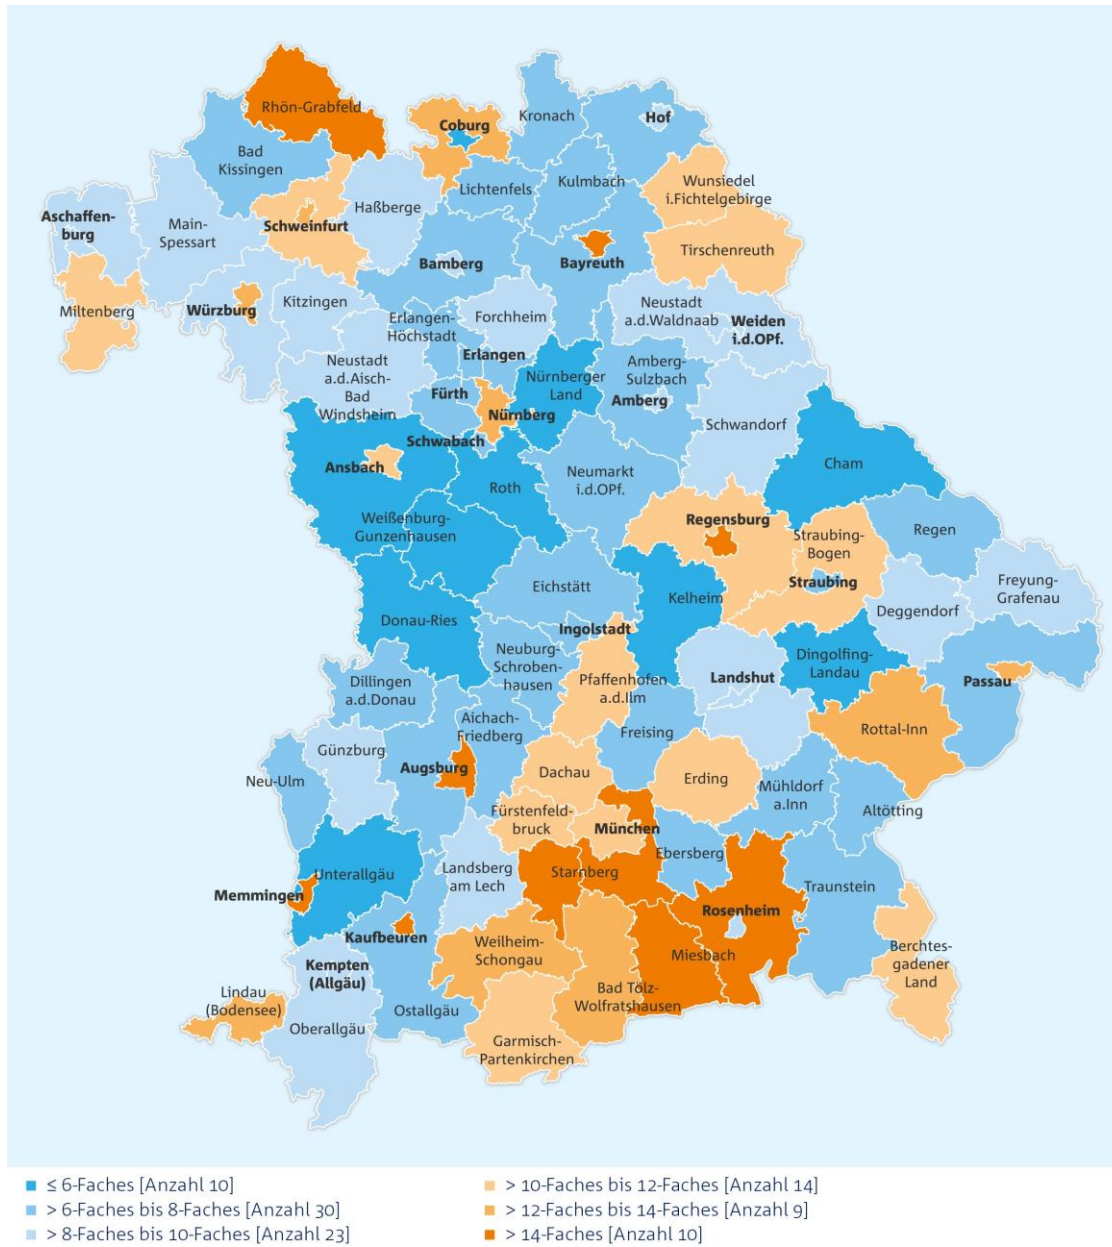 Rhön-Grabfeld
Coburg
Kronach
Hof
Bad
Kissingen
Lichtenfels
Kulmbach
Wunsiedel
i.Fichtelgebirge
Aschaffen-
burg
Main-
Spessart
Schweinfurt
Haßberge
Bamberg
Bayreuth
Tirschenreuth
Miltenberg
Würzburg
Kitzingen
Erlangen-
Höchstadt
Forchheim
Neustadt
a.d.Waldnaab
Weiden
i.d.OPf.
Neustadt
a.d.Aisch-
Bad
Windsheim
Erlangen
Fürth
Nürnberger
Land
Nürnberg
Amberg-
Sulzbach
Amberg
Schwandorf
Schwabach
Ansbach
Roth
Neumarkt
i.d.OPf.
Cham
Weißenburg-
Gunzenhausen
Regensburg
Straubing-
Bogen
Regen
Straubing
Freyung-
Grafenau
Eichstätt
Kelheim
Deggendorf
Donau-Ries
Ingolstadt
Neuburg-
Schroben-
hausen
Dingolfing-
Landau
Landshut
Passau
Dillingen
a.d.Donau
Pfaffenhofen
a.d.Ilm
Aichach-
Friedberg
Freising
Rottal-Inn
Günzburg
Augsburg
Dachau
Erding
Neu-Ulm
Mühldorf
a.Inn
Altötting
Fürstenfeld-
bruck
München
Ebersberg
Unterallgäu
Landsberg
am Lech
Starnberg
Traunstein
Memmingen
Kaufbeuren
Rosenheim
Weilheim-
Schongau
Miesbach
Berchtes-
gadener
Land
Kempten
(Allgäu)
Lindau
(Bodensee)
Oberallgäu
Ostallgäu
Bad Tölz-
Wolfratshausen
Garmisch-
Partenkirchen
≤ 6-Faches [Anzahl 10]
> 6-Faches bis 8-Faches [Anzahl 30]
> 8-Faches bis 10-Faches [Anzahl 23]
> 10-Faches bis 12-Faches [Anzahl 14]
> 12-Faches bis 14-Faches [Anzahl 9]
> 14-Faches [Anzahl 10]